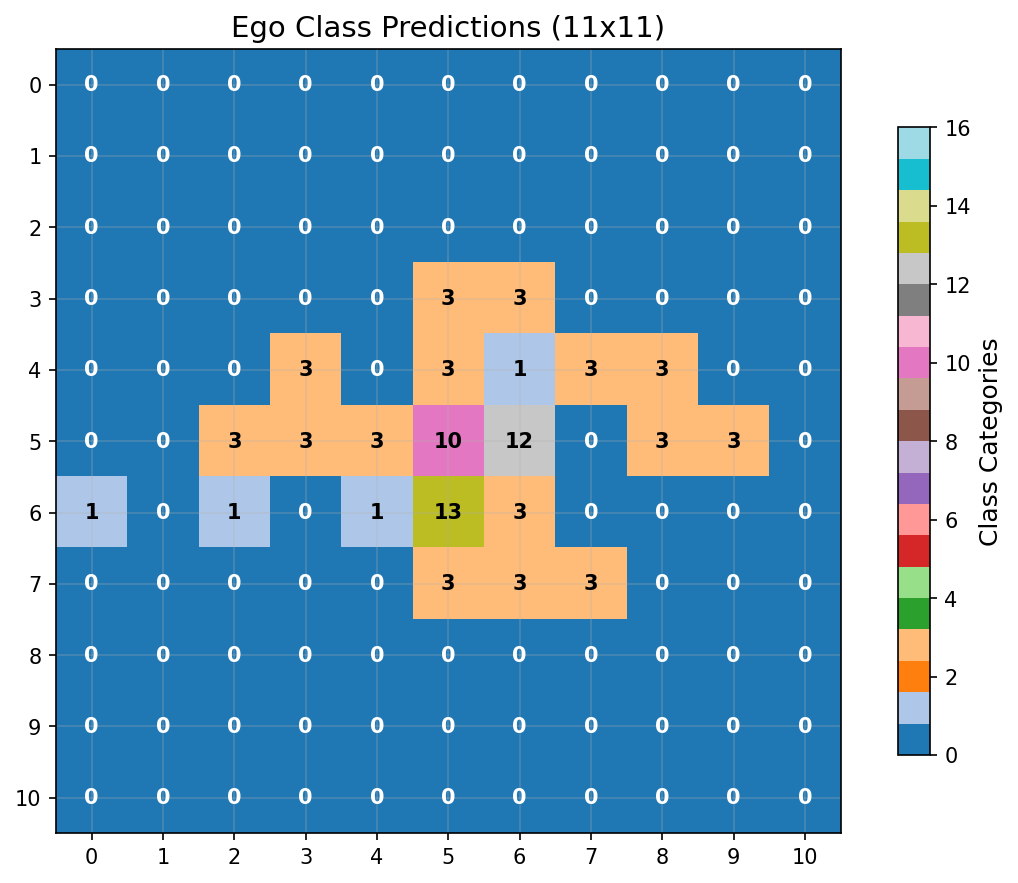 Ego Class Predictions (11x11)
0 0 0 0 0 0 0 0 0 0 0 0
1 0 0 0 0 0 0 0 0 0 0 0
2 0 0 0 0 0 0 0 0 0 0 0
3 0 0 0 0 0 3 3 0 0 0 0
4 0 0 0 3 0 3 1 3 3 0 0
5 0 0 3 3 3 10 12 0 3 3 0
6 1 0 1 0 1 13 3 0 0 0 0
7 0 0 0 0 0 3 3 3 0 0 0
8 0 0 0 0 0 0 0 0 0 0 0
9 0 0 0 0 0 0 0 0 0 0 0
10 0 0 0 0 0 0 0 0 0 0 0
0 1 2 3 4 5 6 7 8 9 10
16
14
12
10
8
6
4
2
0
Class Categories